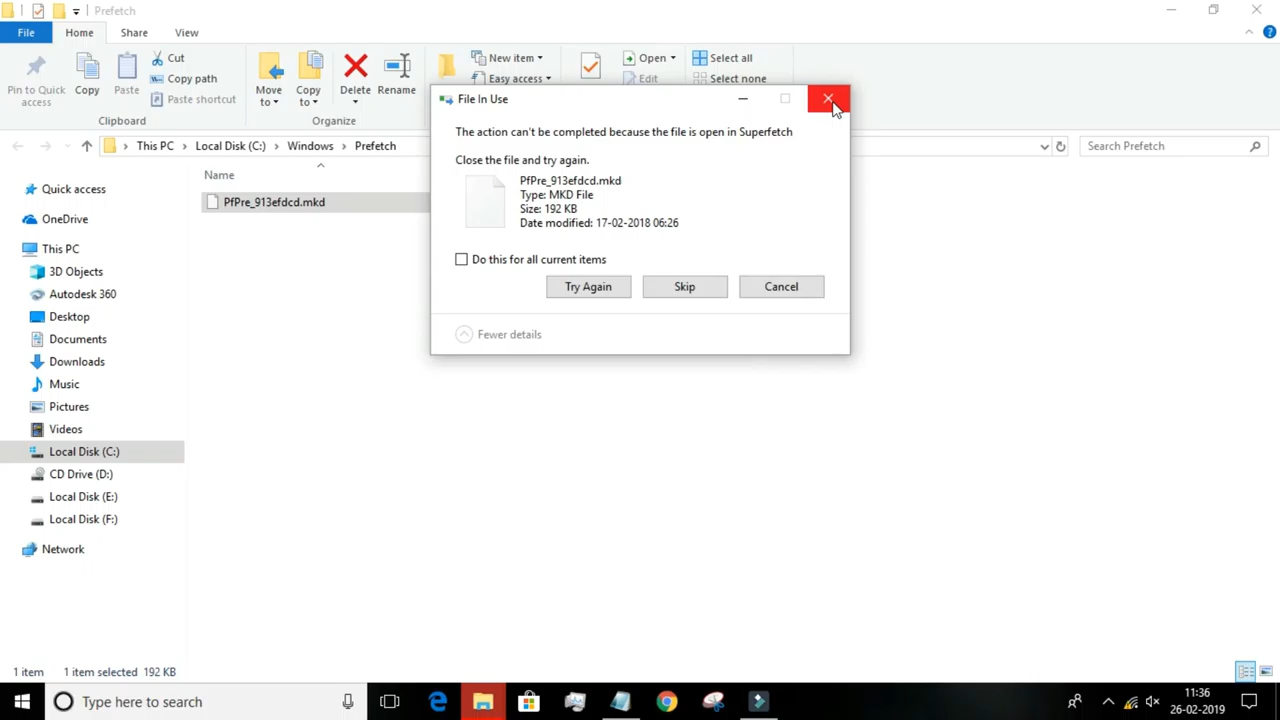 Prefetch
File
Home
Share
View
Pin to Quick
access
Copy
Paste
Cut
Copy path
Paste shortcut
Clipboard
Move
to
Copy
to
Delete
Rename
Organize
New item
Easy access
Open
Edit
Select all
Select none
This PC
Local Disk (C:)
Windows
Prefetch
Search Prefetch
Quick access
OneDrive
This PC
3D Objects
Autodesk 360
Desktop
Documents
Downloads
Music
Pictures
Videos
Local Disk (C:)
CD Drive (D:)
Local Disk (E:)
Local Disk (F:)
Network
Name
PfPre_913efdcd.mkd
File In Use
The action can't be completed because the file is open in Superfetch
Close the file and try again.
PfPre_913efdcd.mkd
Type: MKD File
Size: 192 KB
Date modified: 17-02-2018 06:26
Do this for all current items
Try Again
Skip
Cancel
Fewer details
1 item
1 item selected 192 KB
Type here to search
11:36
26-02-2019